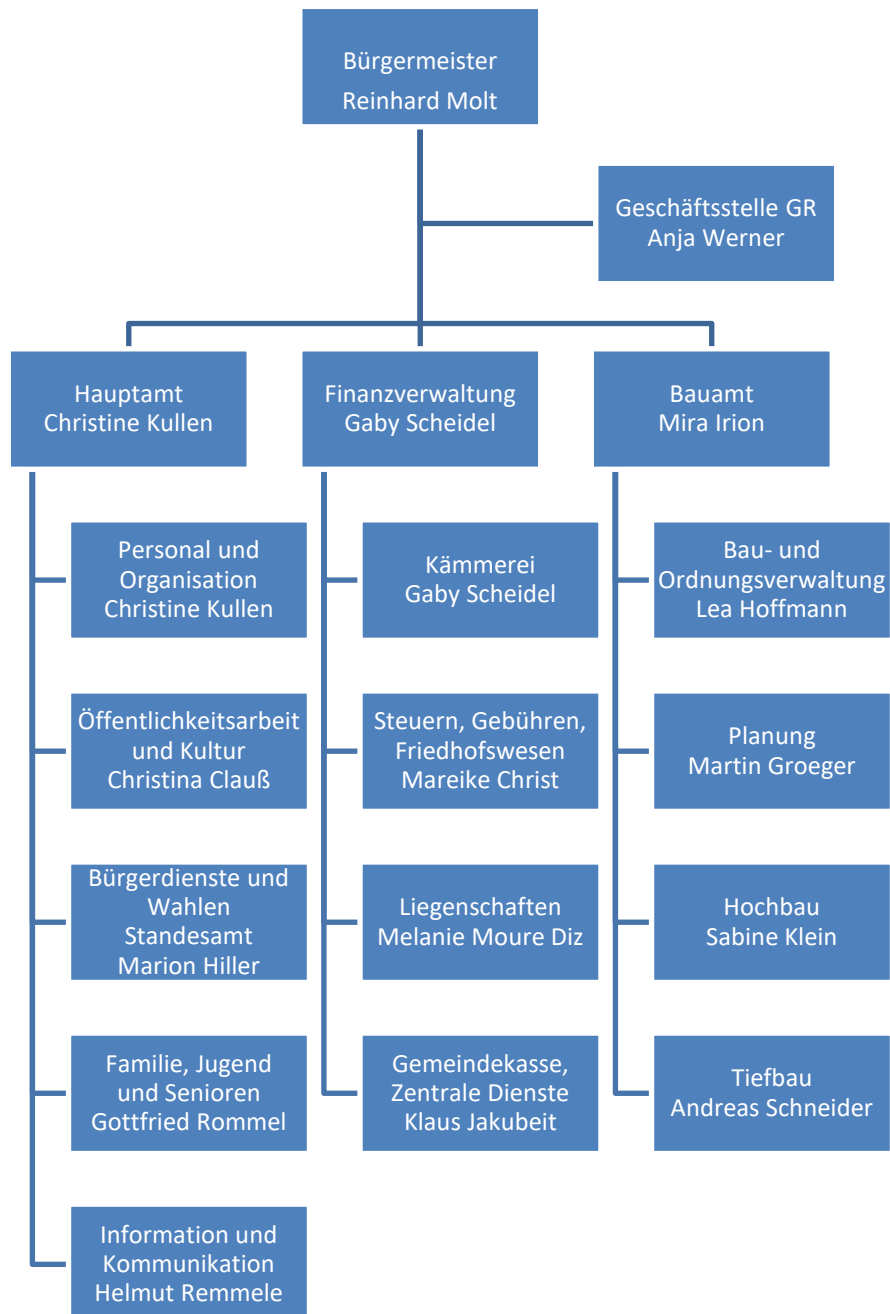 Bürgermeister
Reinhard Molt
Geschäftsstelle GR
Anja Werner
Hauptamt
Christine Kullen
Finanzverwaltung
Gaby Scheidel
Bauamt
Mira Irion
Personal und
Organisation
Christine Kullen
Öffentlichkeitsarbeit
und Kultur
Christina Clauß
Bürgerdienste und
Wahlen
Standesamt
Marion Hiller
Familie, Jugend
und Senioren
Gottfried Rommel
Information und
Kommunikation
Helmut Remmele
Kämmerei
Gaby Scheidel
Steuern, Gebühren,
Friedhofswesen
Mareike Christ
Liegenschaften
Melanie Moure Diz
Gemeindekasse,
Zentrale Dienste
Klaus Jakubeit
Bau- und
Ordnungsverwaltung
Lea Hoffmann
Planung
Martin Groeger
Hochbau
Sabine Klein
Tiefbau
Andreas Schneider